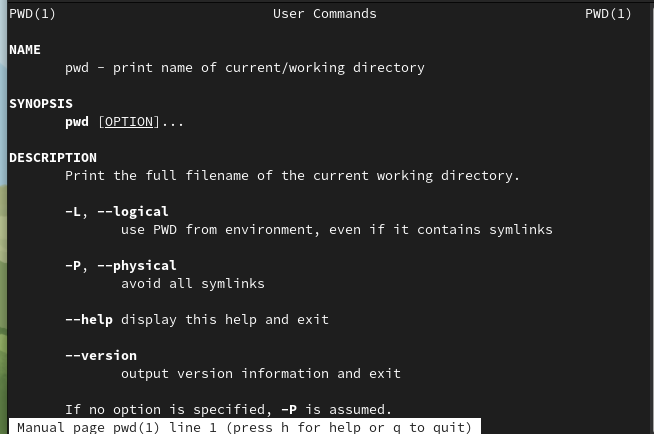 PWD(1) User Commands PWD(1)
NAME
pwd - print name of current/working directory
SYNOPSIS
pwd [OPTION]...
DESCRIPTION
Print the full filename of the current working directory.
-L, --logical
use PWD from environment, even if it contains symlinks
-P, --physical
avoid all symlinks
--help display this help and exit
--version
output version information and exit
If no option is specified, -P is assumed.
Manual page pwd(1) line 1 (press h for help or q to quit)